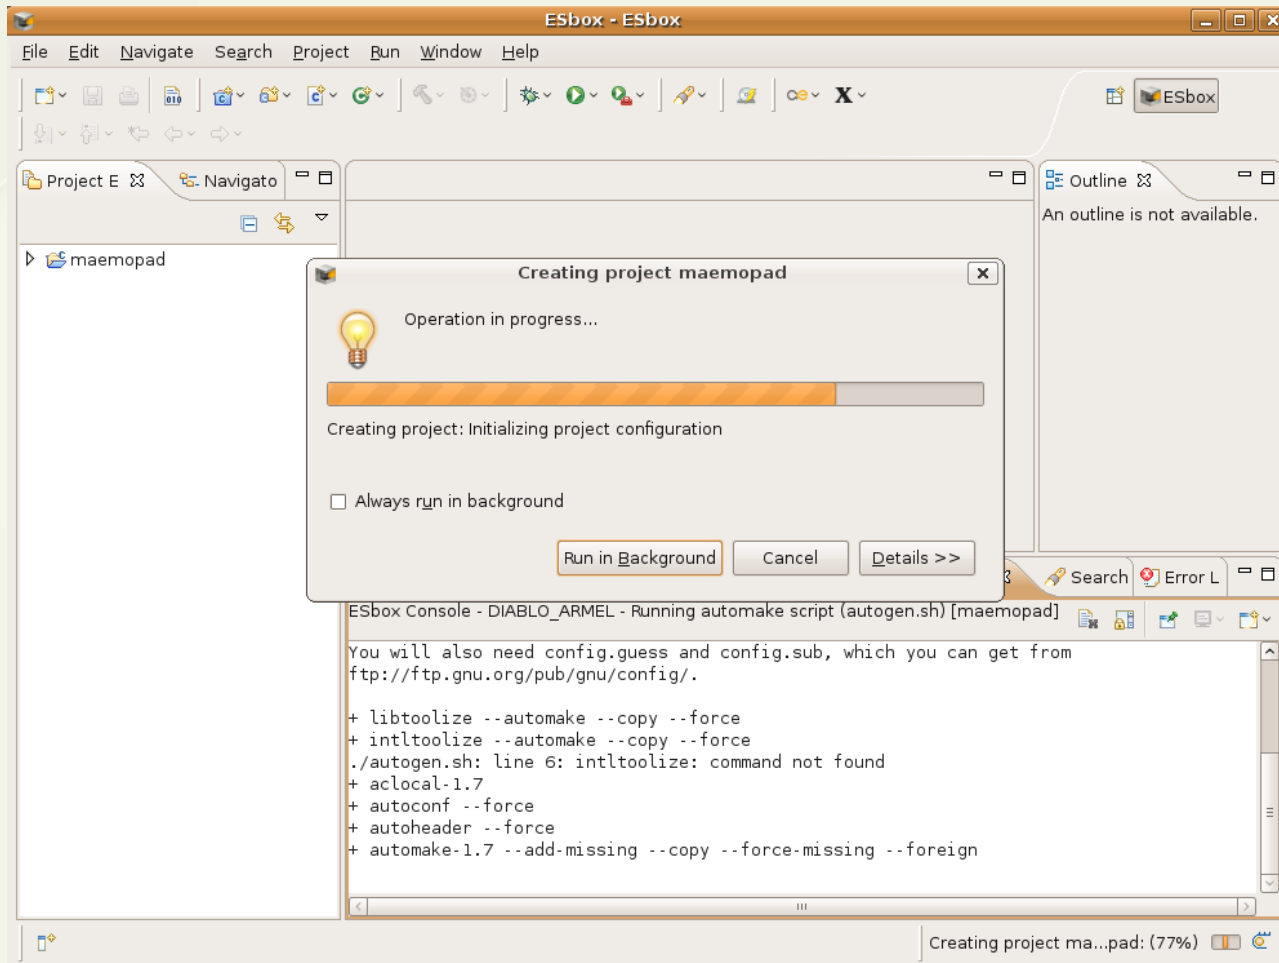 ESbox - ESbox
File Edit Navigate Search Project Run Window Help
010
ESbox
Project E
Navigato
Outline
An outline is not available.
maemopad
Creating project maemopad
Operation in progress...
Creating project: Initializing project configuration
Always run in background
Run in Background Cancel Details >>
Search Error L
ESbox Console - DIABLO_ARMEL - Running automake script (autogen.sh) [maemopad]
You will also need config.guess and config.sub, which you can get from
ftp://ftp.gnu.org/pub/gnu/config/.
+ libtoolize --automake --copy --force
+ intltoolize --automake --copy --force
./autogen.sh: line 6: intltoolize: command not found
+ aclocal-1.7
+ autoconf --force
+ autoheader --force
+ automake-1.7 --add-missing --copy --force-missing --foreign
Creating project ma...pad: (77%)